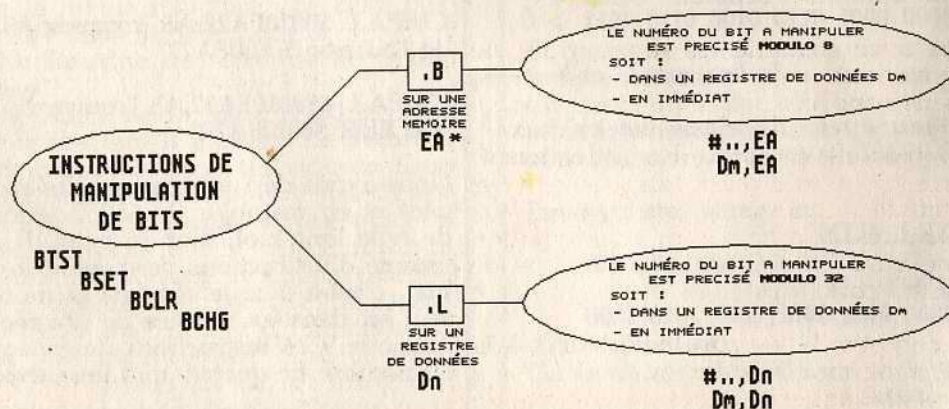 INSTRUCTIONS DE
MANIPULATION
DE BITS
BTST
BSET
BCLR
BCHG
.B
SUR UNE
ADRESSE
MEMOIRE
EA *
LE NUMÉRO DU BIT A MANIPULER
EST PRECISÉ MODULO 8
SOIT :
- DANS UN REGISTRE DE DONNÉES Dm
- EN IMMÉDIAT
#..,EA
Dm,EA
.L
SUR UN
REGISTRE
DE DONNÉES
Dn
LE NUMÉRO DU BIT A MANIPULER
EST PRECISÉ MODULO 32
SOIT :
- DANS UN REGISTRE DE DONNÉES Dm
- EN IMMÉDIAT
#..,Dn
Dm,Dn